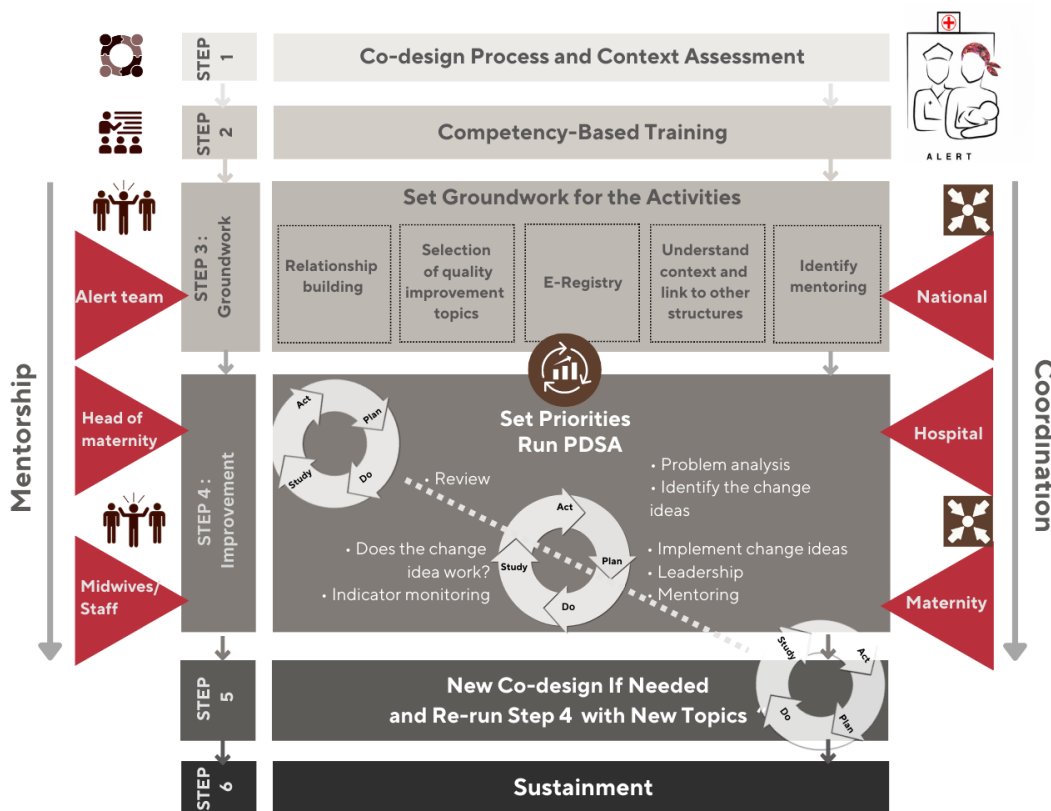 STEP
1
Co-design Process and Context Assessment
ALERT
STEP
2
Competency-Based Training
Mentorship
Coordination
STEP 3 :
Groundwork
Set Groundwork for the Activities
Relationship
building
Selection
of quality
improvement
topics
E-Registry
Understand
context and
link to other
structures
Identify
mentoring
Alert team
National
Head of
maternity
Hospital
Midwives/
Staff
Maternity
STEP 4 :
Improvement
Set Priorities
Run PDSA
Act
Plan
Do
Study
• Review
• Problem analysis
• Identify the change
ideas
Act
Plan
Do
Study
• Does the change
idea work?
• Indicator monitoring
• Implement change ideas
• Leadership
• Mentoring
STEP
5
New Co-design If Needed
and Re-run Step 4 with New Topics
Study
Act
Plan
Do
STEP
6
Sustainment